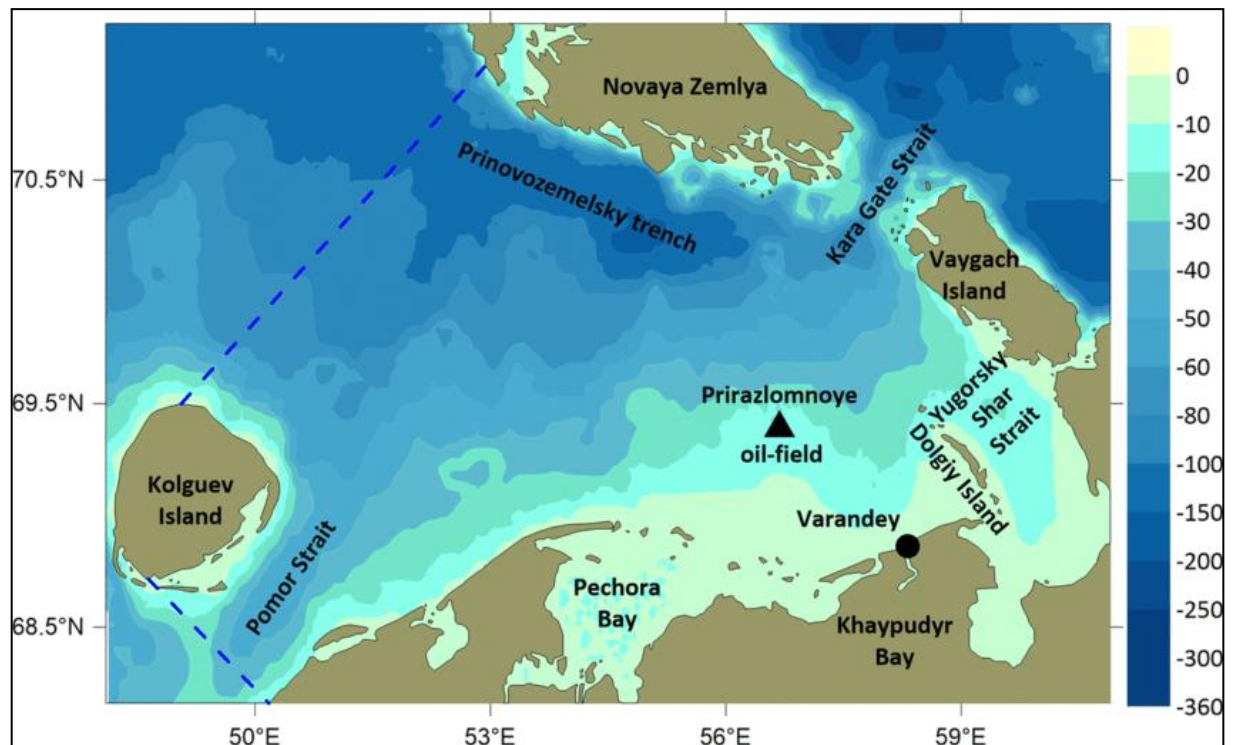 Novaya Zemlya
Prinovozemelsky trench
Kara Gate Strait
Vaygach
Island
Prirazlomnoye
oil-field
Yugorsky
Shar
Strait
Dolgiy Island
Kolguev
Island
Pomor Strait
Varandey
Pechora
Bay
Khaypudyr
Bay
70.5°N
69.5°N
68.5°N
50°E
53°E
56°E
59°E
0
-10
-20
-30
-40
-50
-60
-80
-100
-150
-200
-250
-300
-360